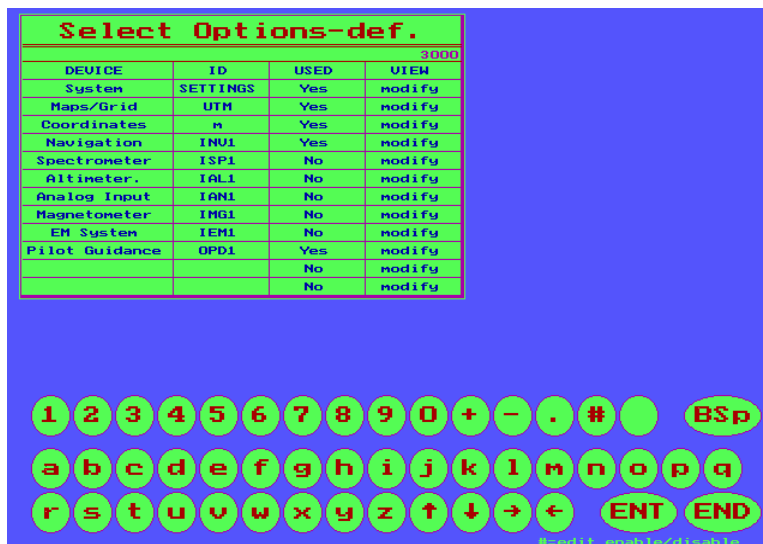 Select Options-def.
3000
DEVICE ID USED VIEW
System SETTINGS Yes modify
Maps/Grid UTM Yes modify
Coordinates m Yes modify
Navigation INV1 Yes modify
Spectrometer ISP1 No modify
Altimeter. IAL1 No modify
Analog Input IAN1 No modify
Magnetometer IMG1 No modify
EM System IEM1 No modify
Pilot Guidance OPD1 Yes modify
No modify
No modify
1 2 3 4 5 6 7 8 9 0 + - . # BSp
a b c d e f g h i j k l m n o p q
r s t u v w x y z ↑ ↓ → ← ENT END
#=edit enable/disable